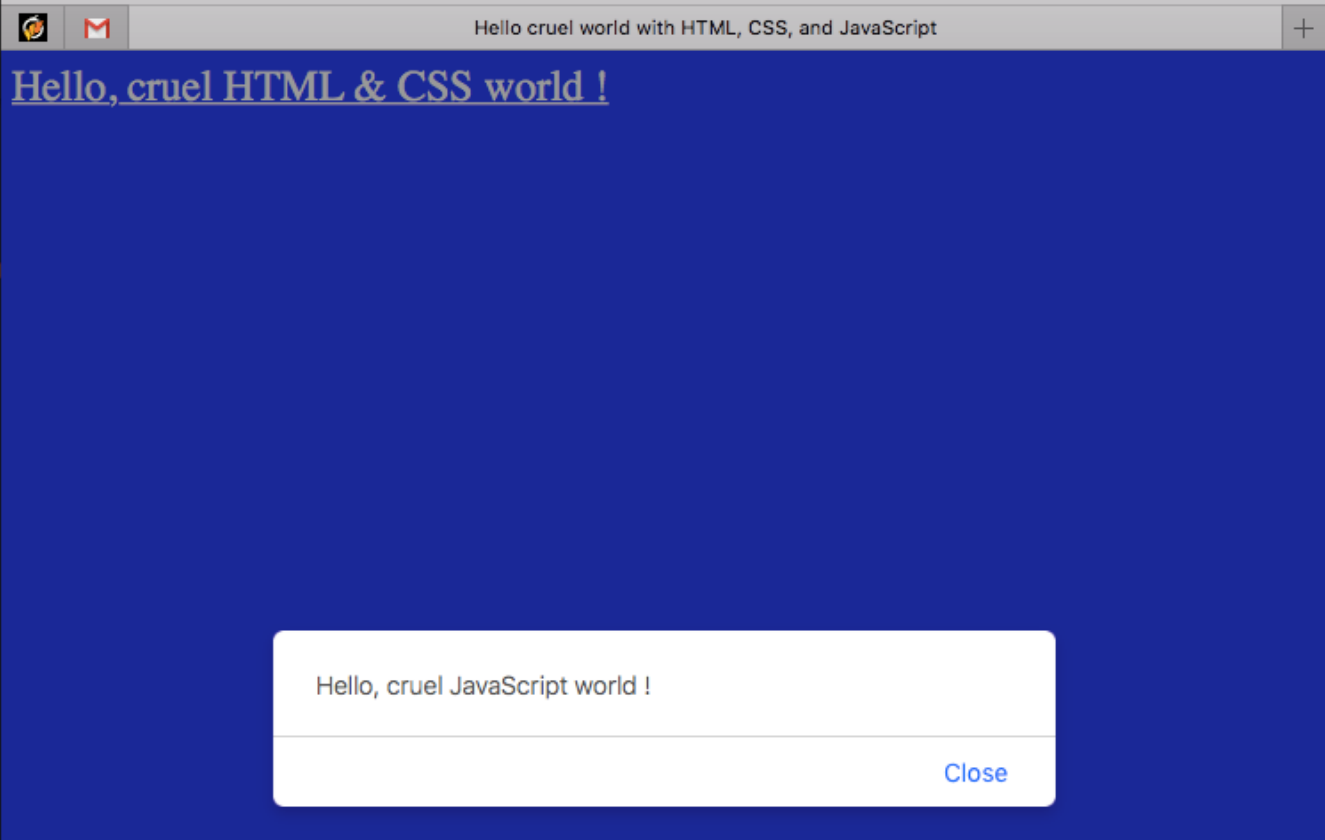 Hello cruel world with HTML, CSS, and JavaScript
Hello, cruel HTML & CSS world !
Hello, cruel JavaScript world !
Close